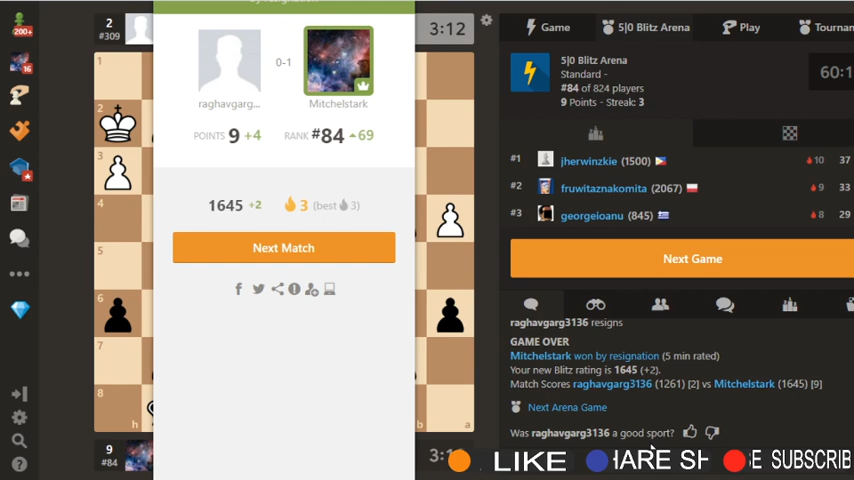 200+
16
2
#309
3:12
raghavgarg...
0-1
Mitchelstark
POINTS 9 +4
RANK #84 69
1645 +2
3 (best 3)
Next Match
1
2
3
4
5
6
7
8
h
b
a
9
#84
Game
5|0 Blitz Arena
Play
5|0 Blitz Arena
Standard -
#84 of 824 players
9 Points - Streak: 3
#1 jherwinzkie (1500) 10 37
#2 fruwitaznakomita (2067) 9 33
#3 georgeioanu (845) 8 29
Next Game
raghavgarg3136 resigns
GAME OVER
Mitchelstark won by resignation (5 min rated)
Your new Blitz rating is 1645 (+2).
Match Scores raghavgarg3136 (1261) [2] vs Mitchelstark (1645) [9]
Next Arena Game
Was raghavgarg3136 a good sport?
LIKE HARE SH E SUBSCRIB